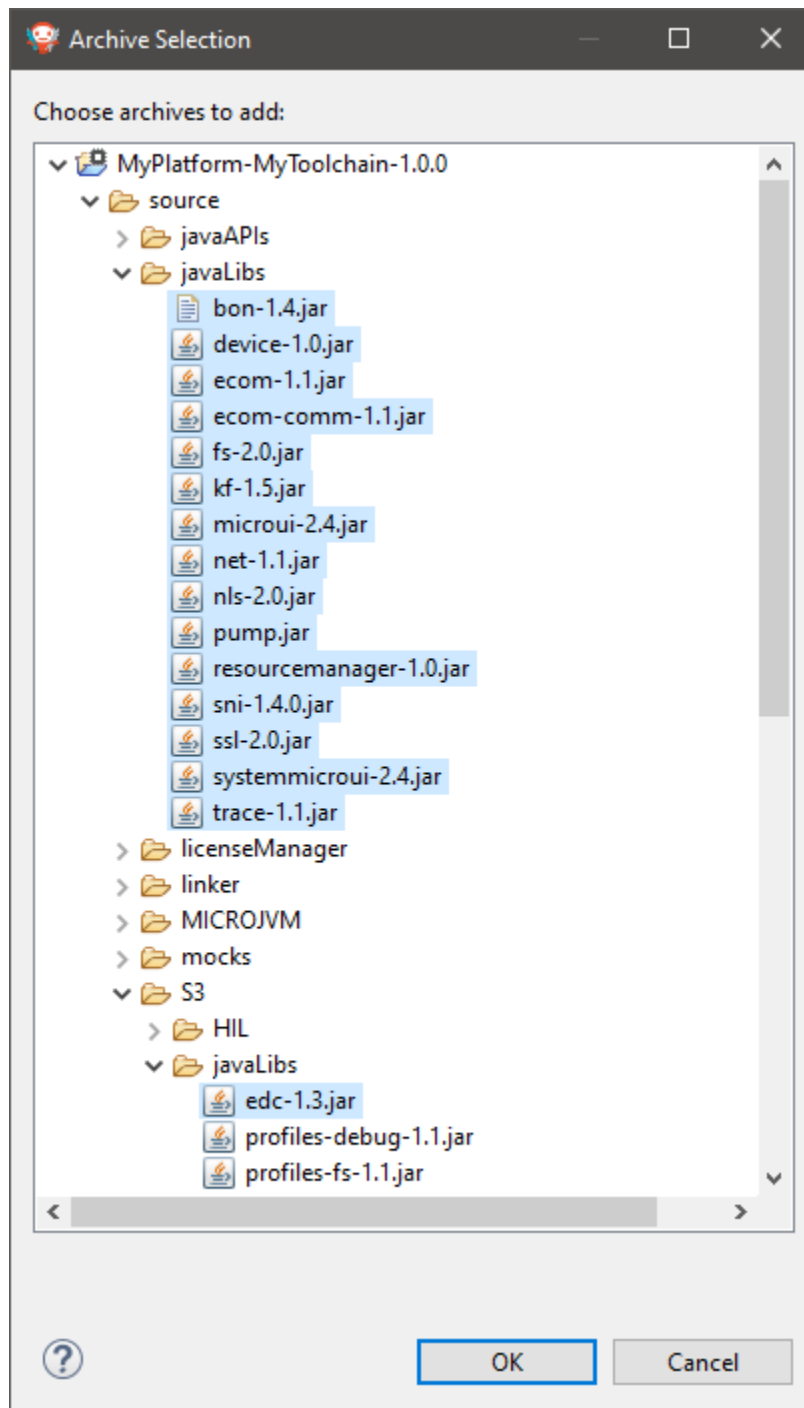 Archive Selection
Choose archives to add:
MyPlatform-MyToolchain-1.0.0
source
javaAPIs
javaLibs
bon-1.4.jar
device-1.0.jar
ecom-1.1.jar
ecom-comm-1.1.jar
fs-2.0.jar
kf-1.5.jar
microui-2.4.jar
net-1.1.jar
nls-2.0.jar
pump.jar
resourcemanager-1.0.jar
sni-1.4.0.jar
ssl-2.0.jar
systemmicroui-2.4.jar
trace-1.1.jar
licenseManager
linker
MICROJVM
mocks
S3
HIL
javaLibs
edc-1.3.jar
profiles-debug-1.1.jar
profiles-fs-1.1.jar
? OK Cancel